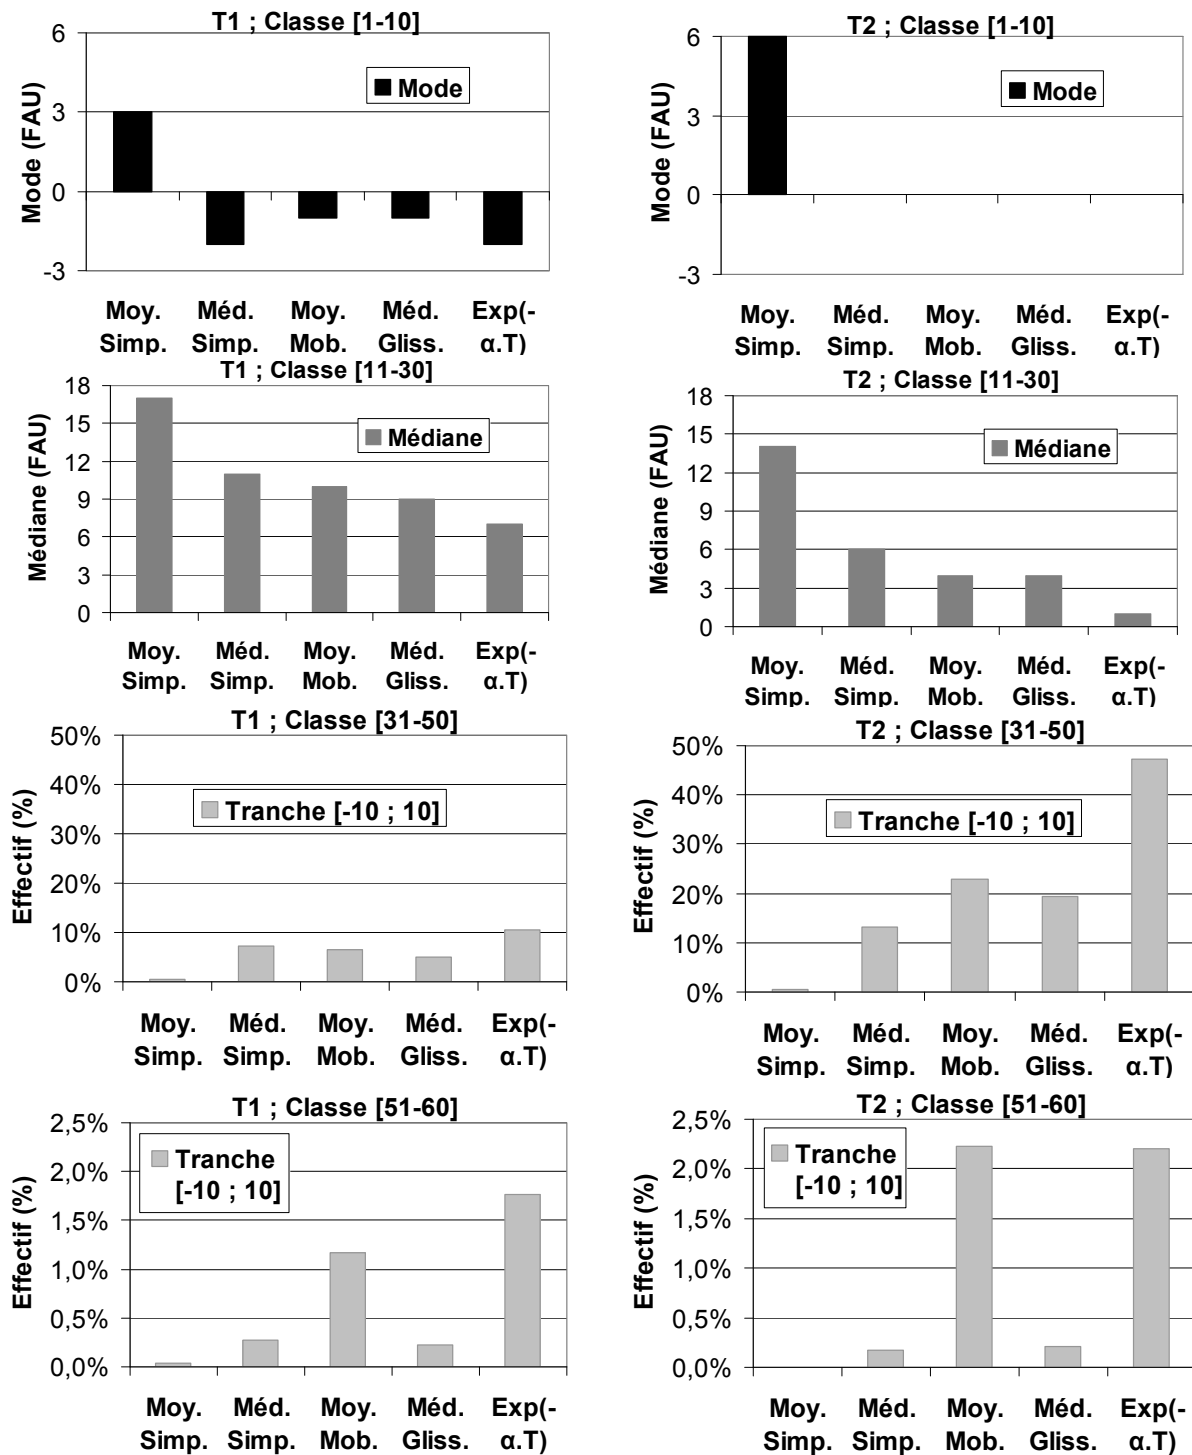 T1 ; Classe [1-10]
6
3
0
-3
Mode (FAU)
Mode
Moy. Méd. Moy. Méd. Exp(-
Simp. Simp. Mob. Gliss. α.T)
T2 ; Classe [1-10]
6
3
0
-3
Mode (FAU)
Mode
Moy. Méd. Moy. Méd. Exp(-
Simp. Simp. Mob. Gliss. α.T)
T1 ; Classe [11-30]
18
15
12
9
6
3
0
Médiane (FAU)
Médiane
Moy. Méd. Moy. Méd. Exp(-
Simp. Simp. Mob. Gliss. α.T)
T2 ; Classe [11-30]
18
15
12
9
6
3
0
Médiane (FAU)
Médiane
Moy. Méd. Moy. Méd. Exp(-
Simp. Simp. Mob. Gliss. α.T)
T1 ; Classe [31-50]
50%
40%
30%
20%
10%
0%
Effectif (%)
Tranche [-10 ; 10]
Moy. Méd. Moy. Méd. Exp(-
Simp. Simp. Mob. Gliss. α.T)
T2 ; Classe [31-50]
50%
40%
30%
20%
10%
0%
Effectif (%)
Tranche [-10 ; 10]
Moy. Méd. Moy. Méd. Exp(-
Simp. Simp. Mob. Gliss. α.T)
T1 ; Classe [51-60]
2,5%
2,0%
1,5%
1,0%
0,5%
0,0%
Effectif (%)
Tranche
[-10 ; 10]
Moy. Méd. Moy. Méd. Exp(-
Simp. Simp. Mob. Gliss. α.T)
T2 ; Classe [51-60]
2,5%
2,0%
1,5%
1,0%
0,5%
0,0%
Effectif (%)
Tranche
[-10 ; 10]
Moy. Méd. Moy. Méd. Exp(-
Simp. Simp. Mob. Gliss. α.T)